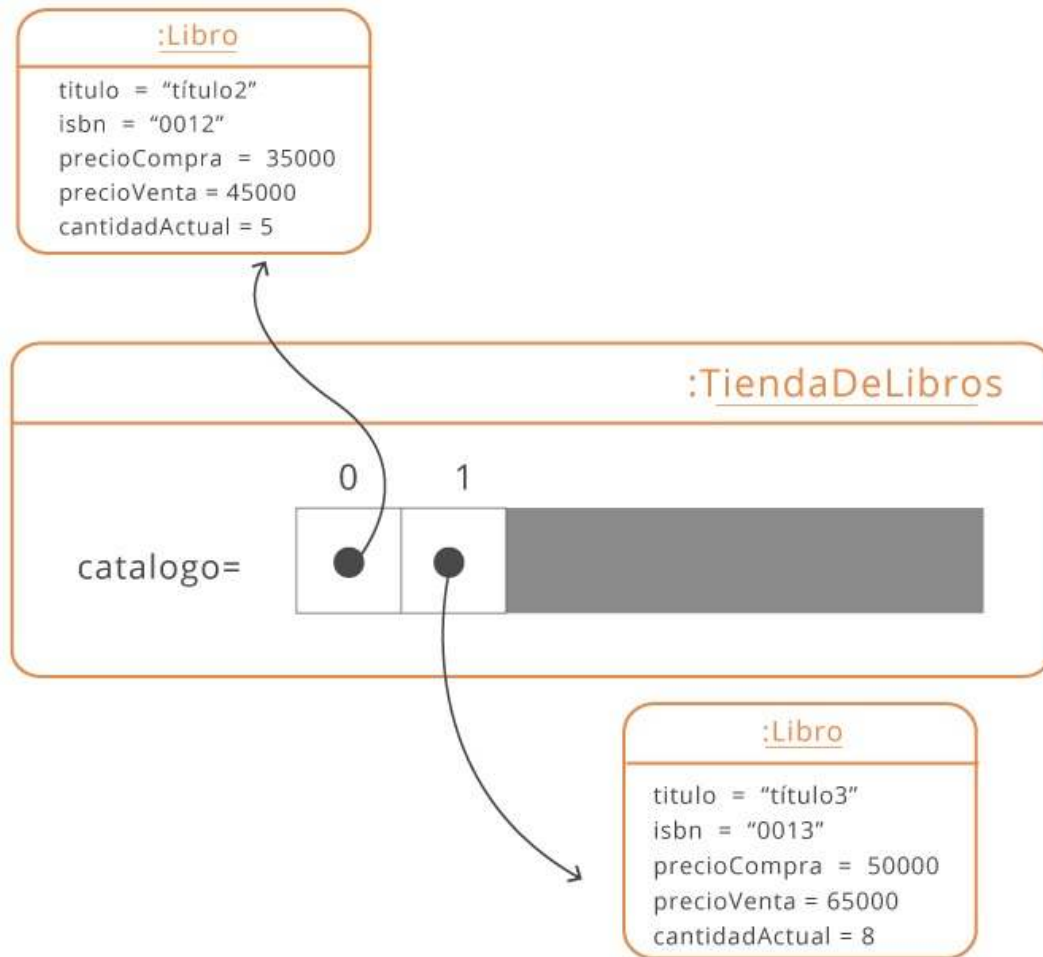 :Libro
titulo = “título2”
isbn = “0012”
precioCompra = 35000
precioVenta = 45000
cantidadActual = 5
:TiendaDeLibros
0 1
catalogo=
:Libro
titulo = “título3”
isbn = “0013”
precioCompra = 50000
precioVenta = 65000
cantidadActual = 8